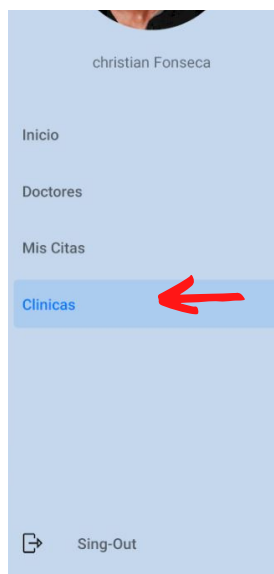 christian Fonseca
Inicio
Doctores
Mis Citas
Clinicas
Sing-Out